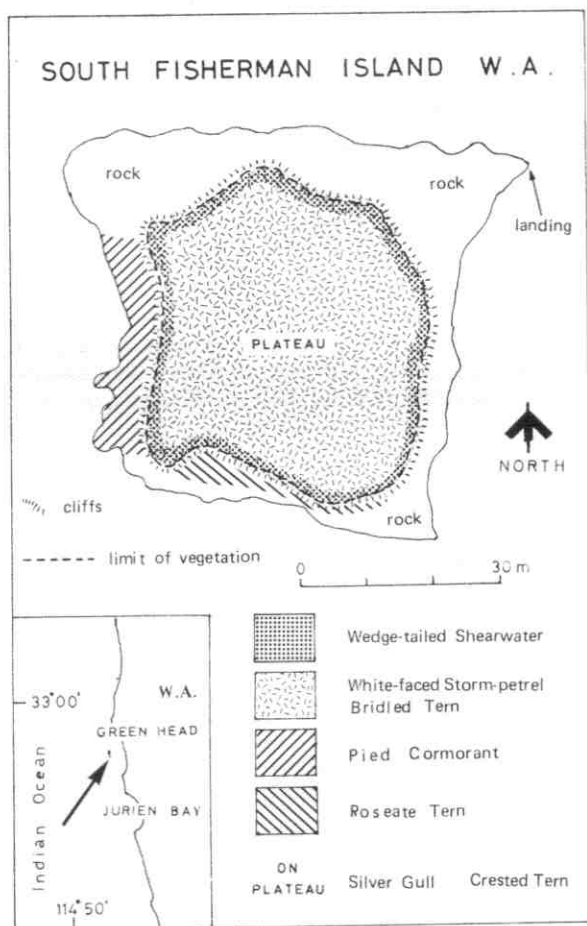 SOUTH FISHERMAN ISLAND W.A.
rock
rock
landing
PLATEAU
NORTH
rock
cliffs
limit of vegetation
0 30 m
Wedge-tailed Shearwater
White-faced Storm-petrel
Bridled Tern
Pied Cormorant
Roseate Tern
ON
PLATEAU
Silver Gull Crested Tern
W.A.
33°00'
GREEN HEAD
JURIEN BAY
Indian Ocean
114°50'